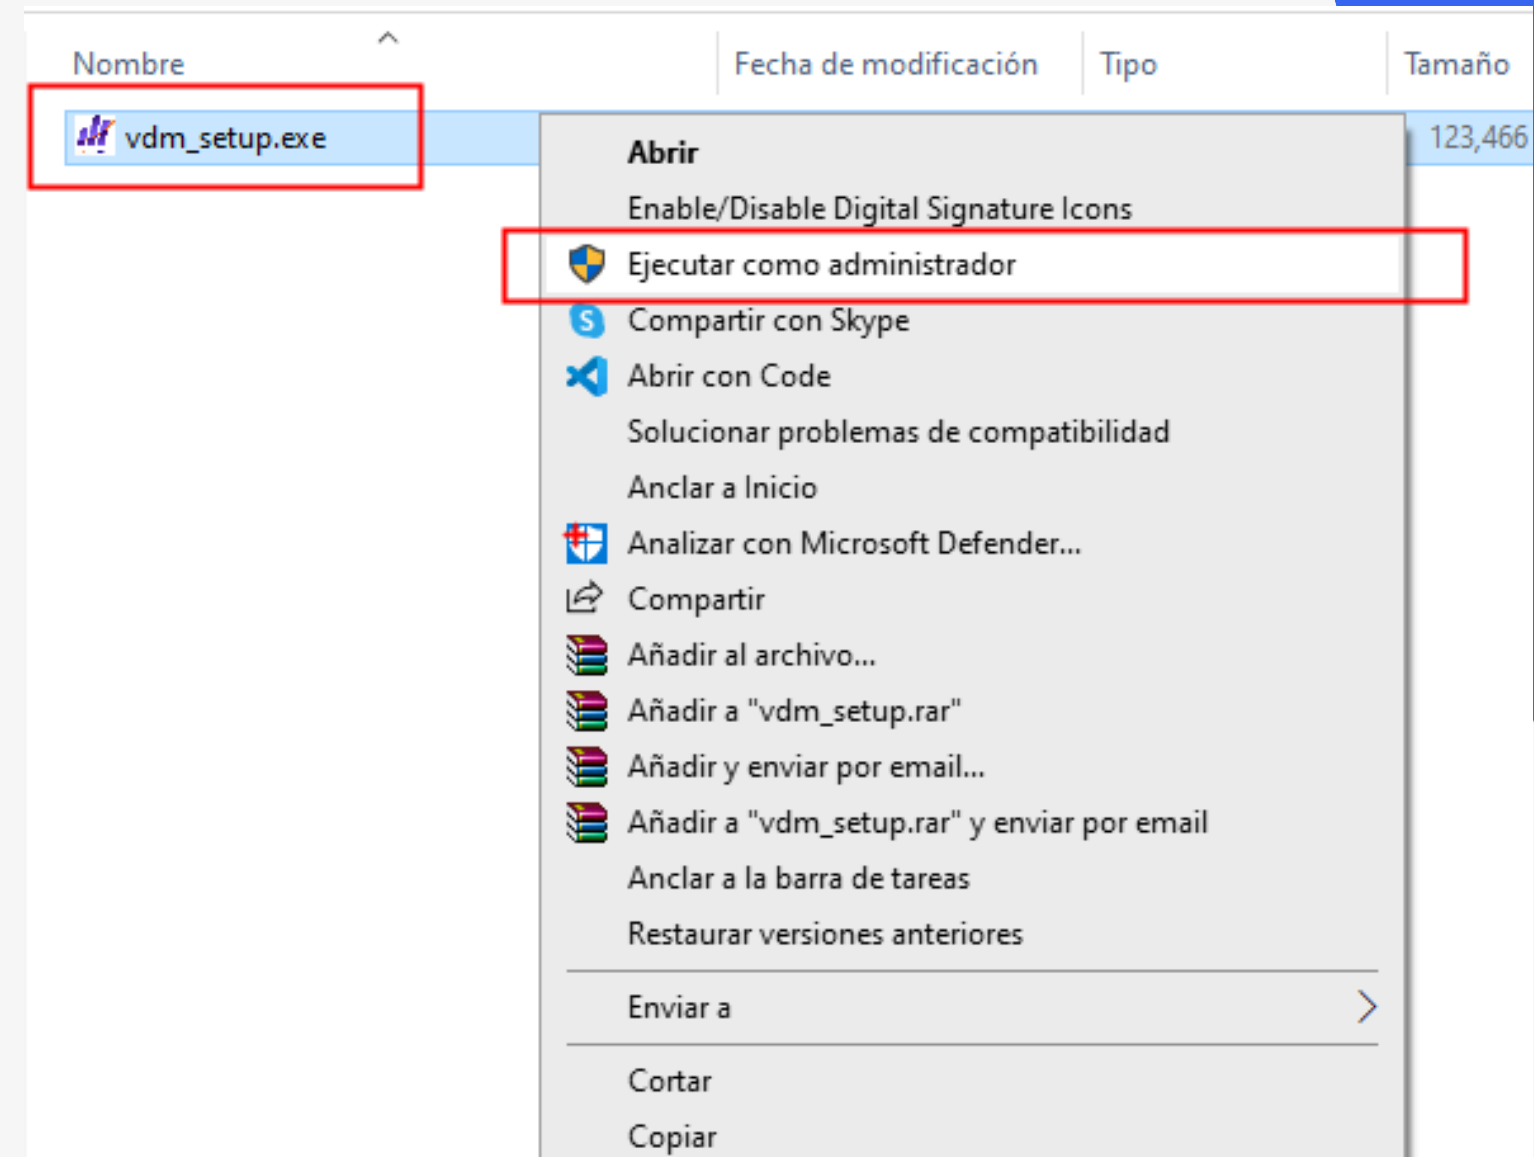 Nombre Fecha de modificación Tipo Tamaño
vdm_setup.exe 123,466
Abrir
Enable/Disable Digital Signature Icons
Ejecutar como administrador
Compartir con Skype
Abrir con Code
Solucionar problemas de compatibilidad
Anclar a Inicio
Analizar con Microsoft Defender...
Compartir
Añadir al archivo...
Añadir a "vdm_setup.rar"
Añadir y enviar por email...
Añadir a "vdm_setup.rar" y enviar por email
Anclar a la barra de tareas
Restaurar versiones anteriores
Enviar a
Cortar
Copiar